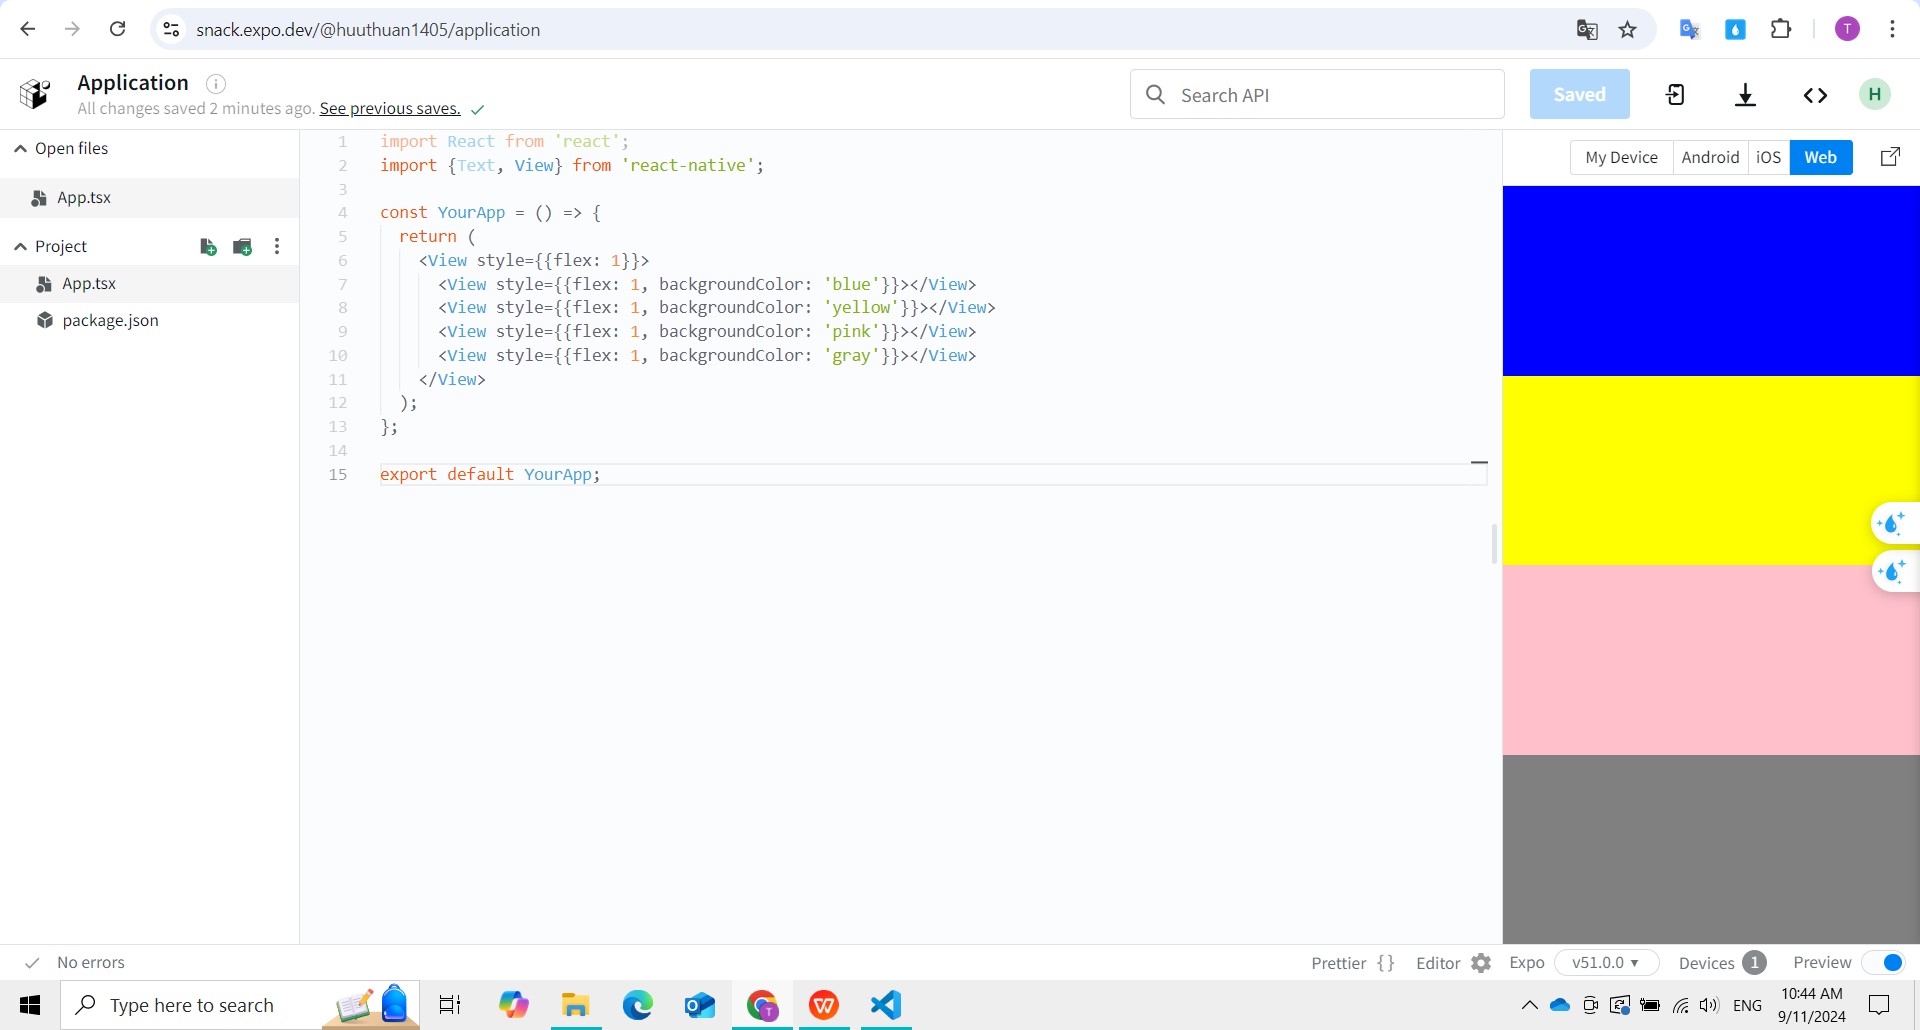 snack.expo.dev/@huuthuan1405/application
T
Application
All changes saved 2 minutes ago. See previous saves.
Search API
Saved
H
Open files
App.tsx
Project
App.tsx
package.json
1 import React from 'react';
2 import {Text, View} from 'react-native';
3
4 const YourApp = () => {
5 return (
6 <View style={{flex: 1}}>
7 <View style={{flex: 1, backgroundColor: 'blue'}}></View>
8 <View style={{flex: 1, backgroundColor: 'yellow'}}></View>
9 <View style={{flex: 1, backgroundColor: 'pink'}}></View>
10 <View style={{flex: 1, backgroundColor: 'gray'}}></View>
11 </View>
12 );
13 };
14
15 export default YourApp;
My Device Android iOS Web
No errors
Prettier {} Editor Expo v51.0.0 Devices 1 Preview
Type here to search
ENG
10:44 AM
9/11/2024